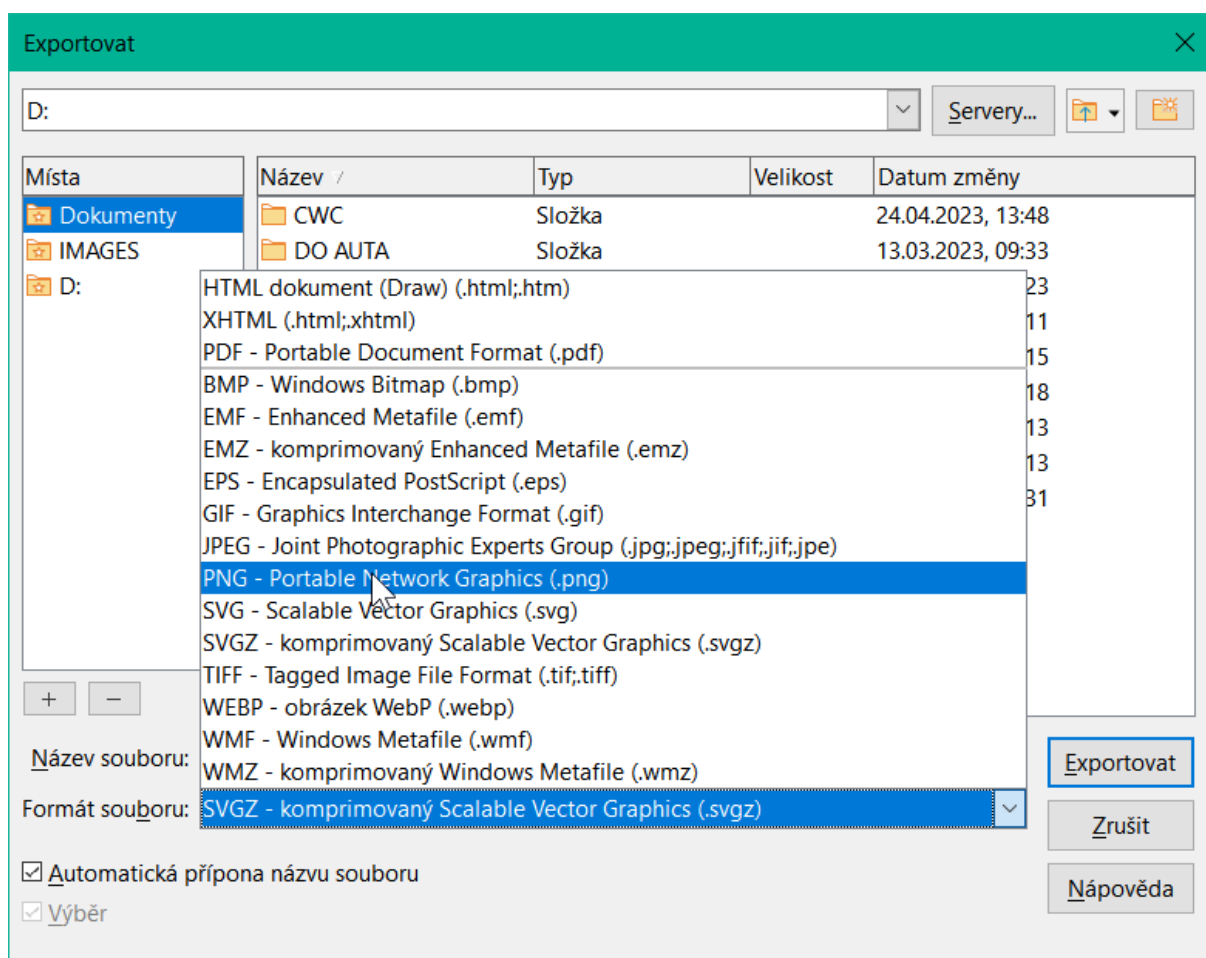 Exportovat
D:
Servery...
Místa
Název Typ Velikost Datum změny
Dokumenty
CWC Složka 24.04.2023, 13:48
IMAGES
DO AUTA Složka 13.03.2023, 09:33
D:
HTML dokument (Draw) (.html;.htm)
23
XHTML (.html;.xhtml)
11
PDF - Portable Document Format (.pdf)
15
BMP - Windows Bitmap (.bmp)
18
EMF - Enhanced Metafile (.emf)
13
EMZ - komprimovaný Enhanced Metafile (.emz)
13
EPS - Encapsulated PostScript (.eps)
31
GIF - Graphics Interchange Format (.gif)
JPEG - Joint Photographic Experts Group (.jpg;.jpeg;.jfif;.jif;.jpe)
PNG - Portable Network Graphics (.png)
SVG - Scalable Vector Graphics (.svg)
SVGZ - komprimovaný Scalable Vector Graphics (.svgz)
TIFF - Tagged Image File Format (.tif;.tiff)
WEBP - obrázek WebP (.webp)
WMF - Windows Metafile (.wmf)
WMZ - komprimovaný Windows Metafile (.wmz)
Název souboru:
Exportovat
Formát souboru: SVGZ - komprimovaný Scalable Vector Graphics (.svgz)
Zrušit
Automatická přípona názvu souboru
Nápověda
Výběr